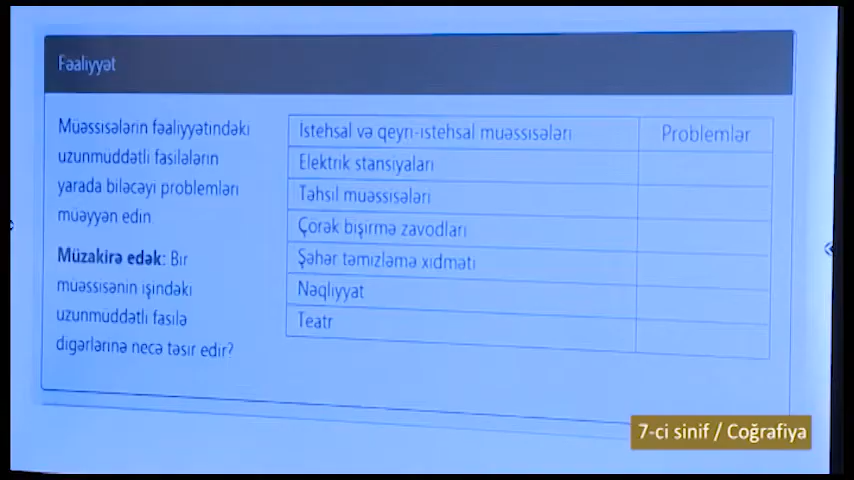 Fəaliyyət
Müəssisələrin fəaliyyətindəki
uzunmüddətli fasilələrin
yarada biləcəyi problemləri
müəyyən edin.
Müzakirə edək: Bir
müəssisənin işindəki
uzunmüddətli fasilə
digərlərinə necə təsir edir?
İstehsal və qeyri-istehsal müəssisələri
Problemlər
Elektrik stansiyaları
Təhsil müəssisələri
Çörək bişirmə zavodları
Şəhər təmizləmə xidməti
Nəqliyyat
Teatr
7-ci sinif / Coğrafiya